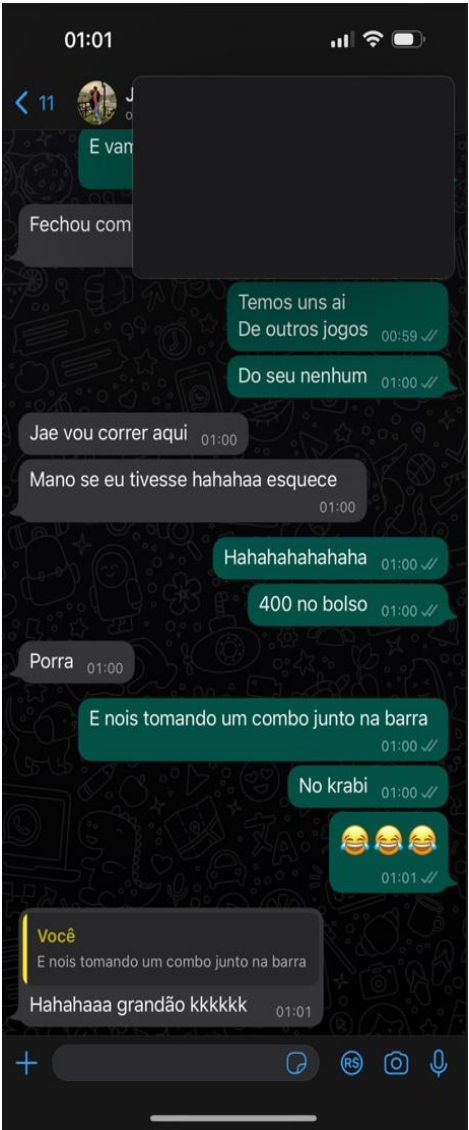 01:01
11
J
E vam
Fechou com
Temos uns ai
De outros jogos 00:59
Do seu nenhum 01:00
Jae vou correr aqui 01:00
Mano se eu tivesse hahahaa esquece
01:00
Hahahahahahaha 01:00
400 no bolso 01:00
Porra 01:00
E nois tomando um combo junto na barra
01:00
No krabi 01:00
😂😂😂
01:01
Você
E nois tomando um combo junto na barra
Hahahaaa grandão kkkkkk 01:01
R$